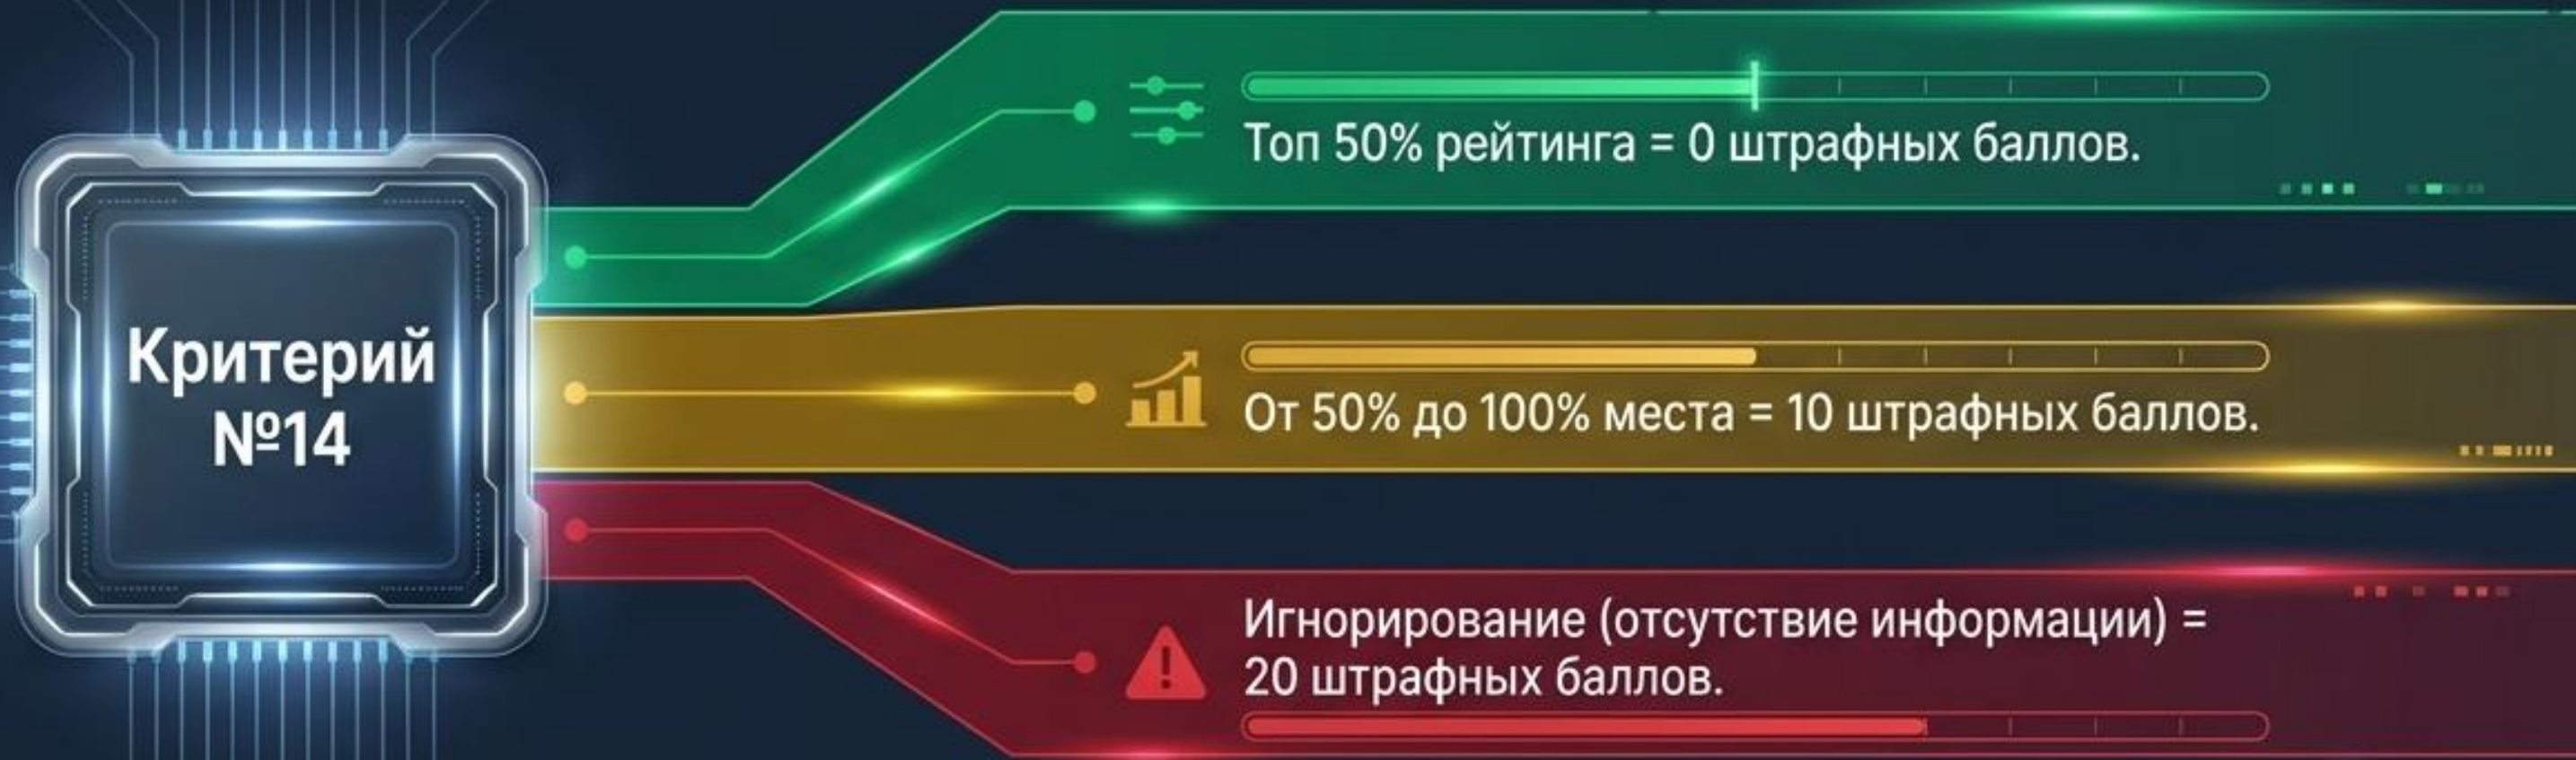 Критерий
№14
Топ 50% рейтинга = 0 штрафных баллов.
От 50% до 100% места = 10 штрафных баллов.
Игнорирование (отсутствие информации) =
20 штрафных баллов.